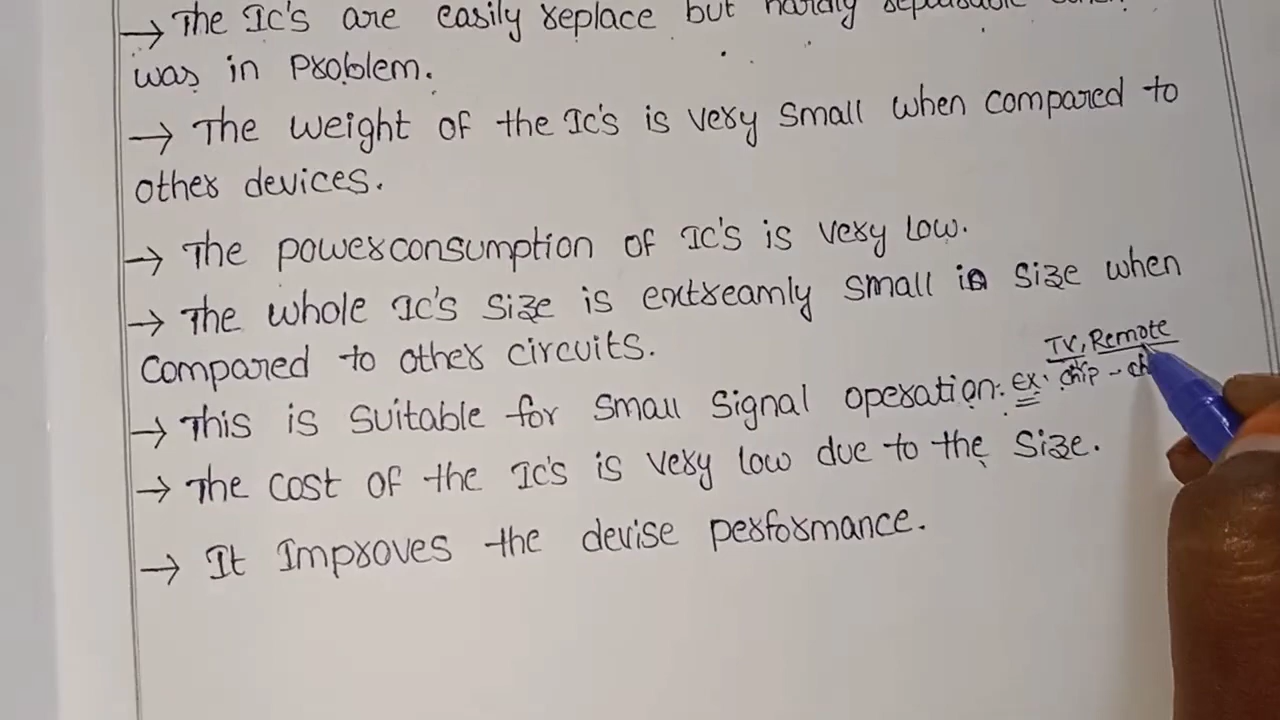 → The IC's are easily replace but hardly
was in Problem.
→ The weight of the IC's is very small when compared to
other devices.
→ The powerconsumption of IC's is very low.
→ The whole IC's size is extreamly small in size when
compared to other circuits.
TV, Remote
→ This is suitable for small signal operation. ex: chip - ch
→ The cost of the IC's is very low due to the size.
→ It Improves the devise performance.